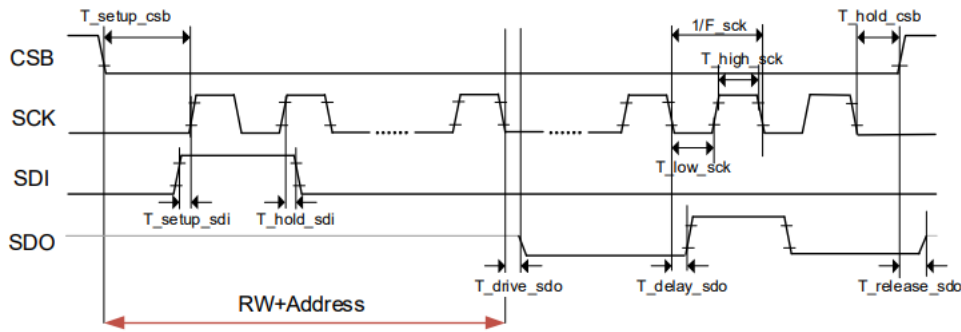 T_setup_csb
1/F_sck
T_hold_csb
CSB
T_high_sck
SCK
......
......
T_low_sck
SDI
T_setup_sdi
T_hold_sdi
SDO
T_drive_sdo
T_delay_sdo
T_release_sdo
RW+Address